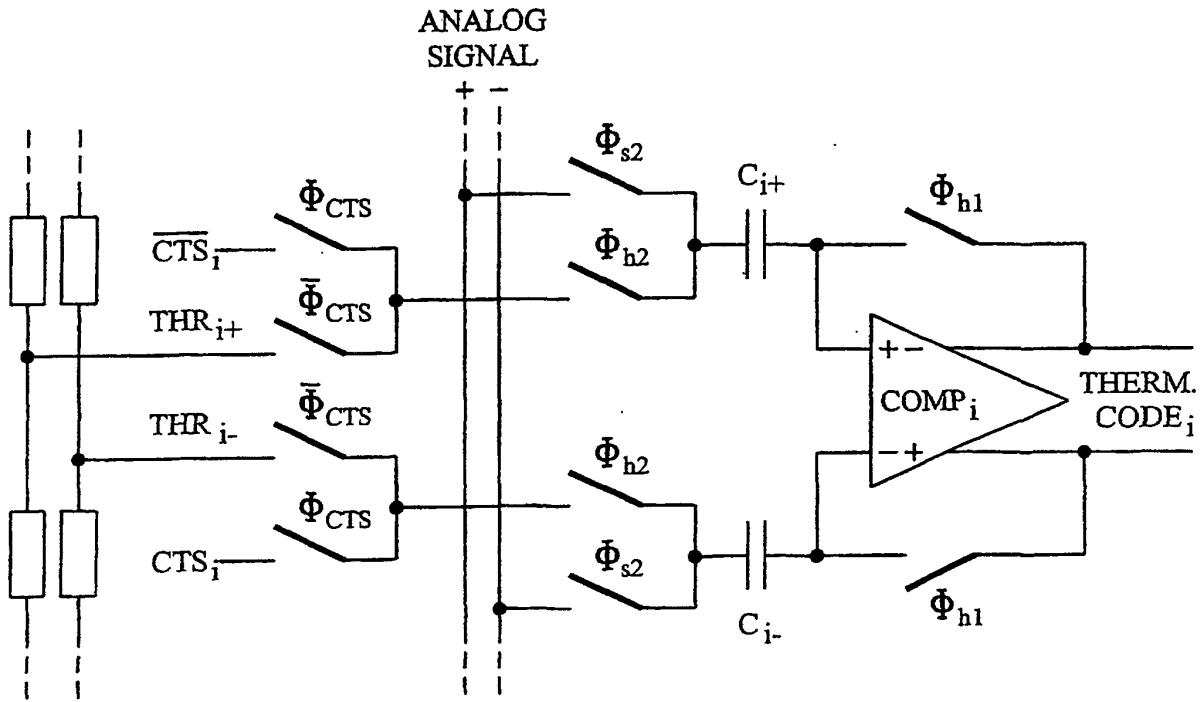 ANALOG
SIGNAL
+ −
Φs2
Ci+
Φh1
ΦCTS
C̅T̅S̅i
Φh2
Φ̅CTS
THRi+
+ −
THERM.
CODEi
COMPi
Φ̅CTS
THRi-
− +
Φh2
ΦCTS
CTSi
Φs2
Φh1
Ci-